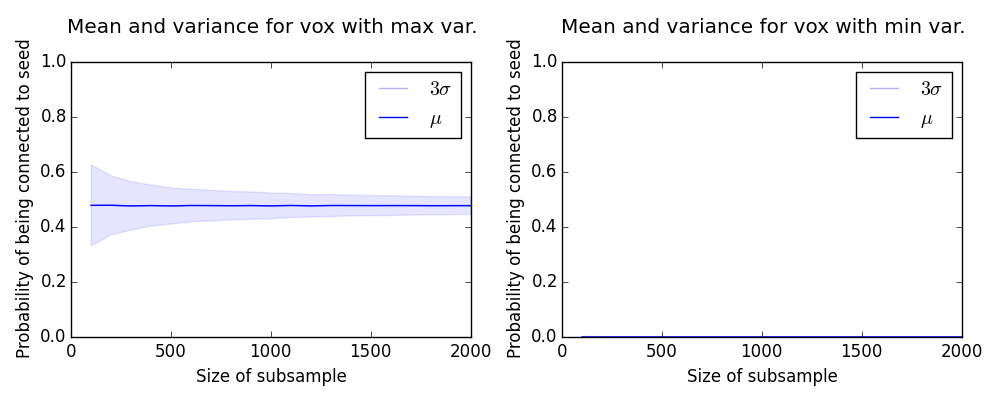 Mean and variance for vox with max var.
Probability of being connected to seed
1.0
0.8
0.6
0.4
0.2
0.0
3σ
μ
0 500 1000 1500 2000
Size of subsample
Mean and variance for vox with min var.
Probability of being connected to seed
1.0
0.8
0.6
0.4
0.2
0.0
3σ
μ
0 500 1000 1500 2000
Size of subsample